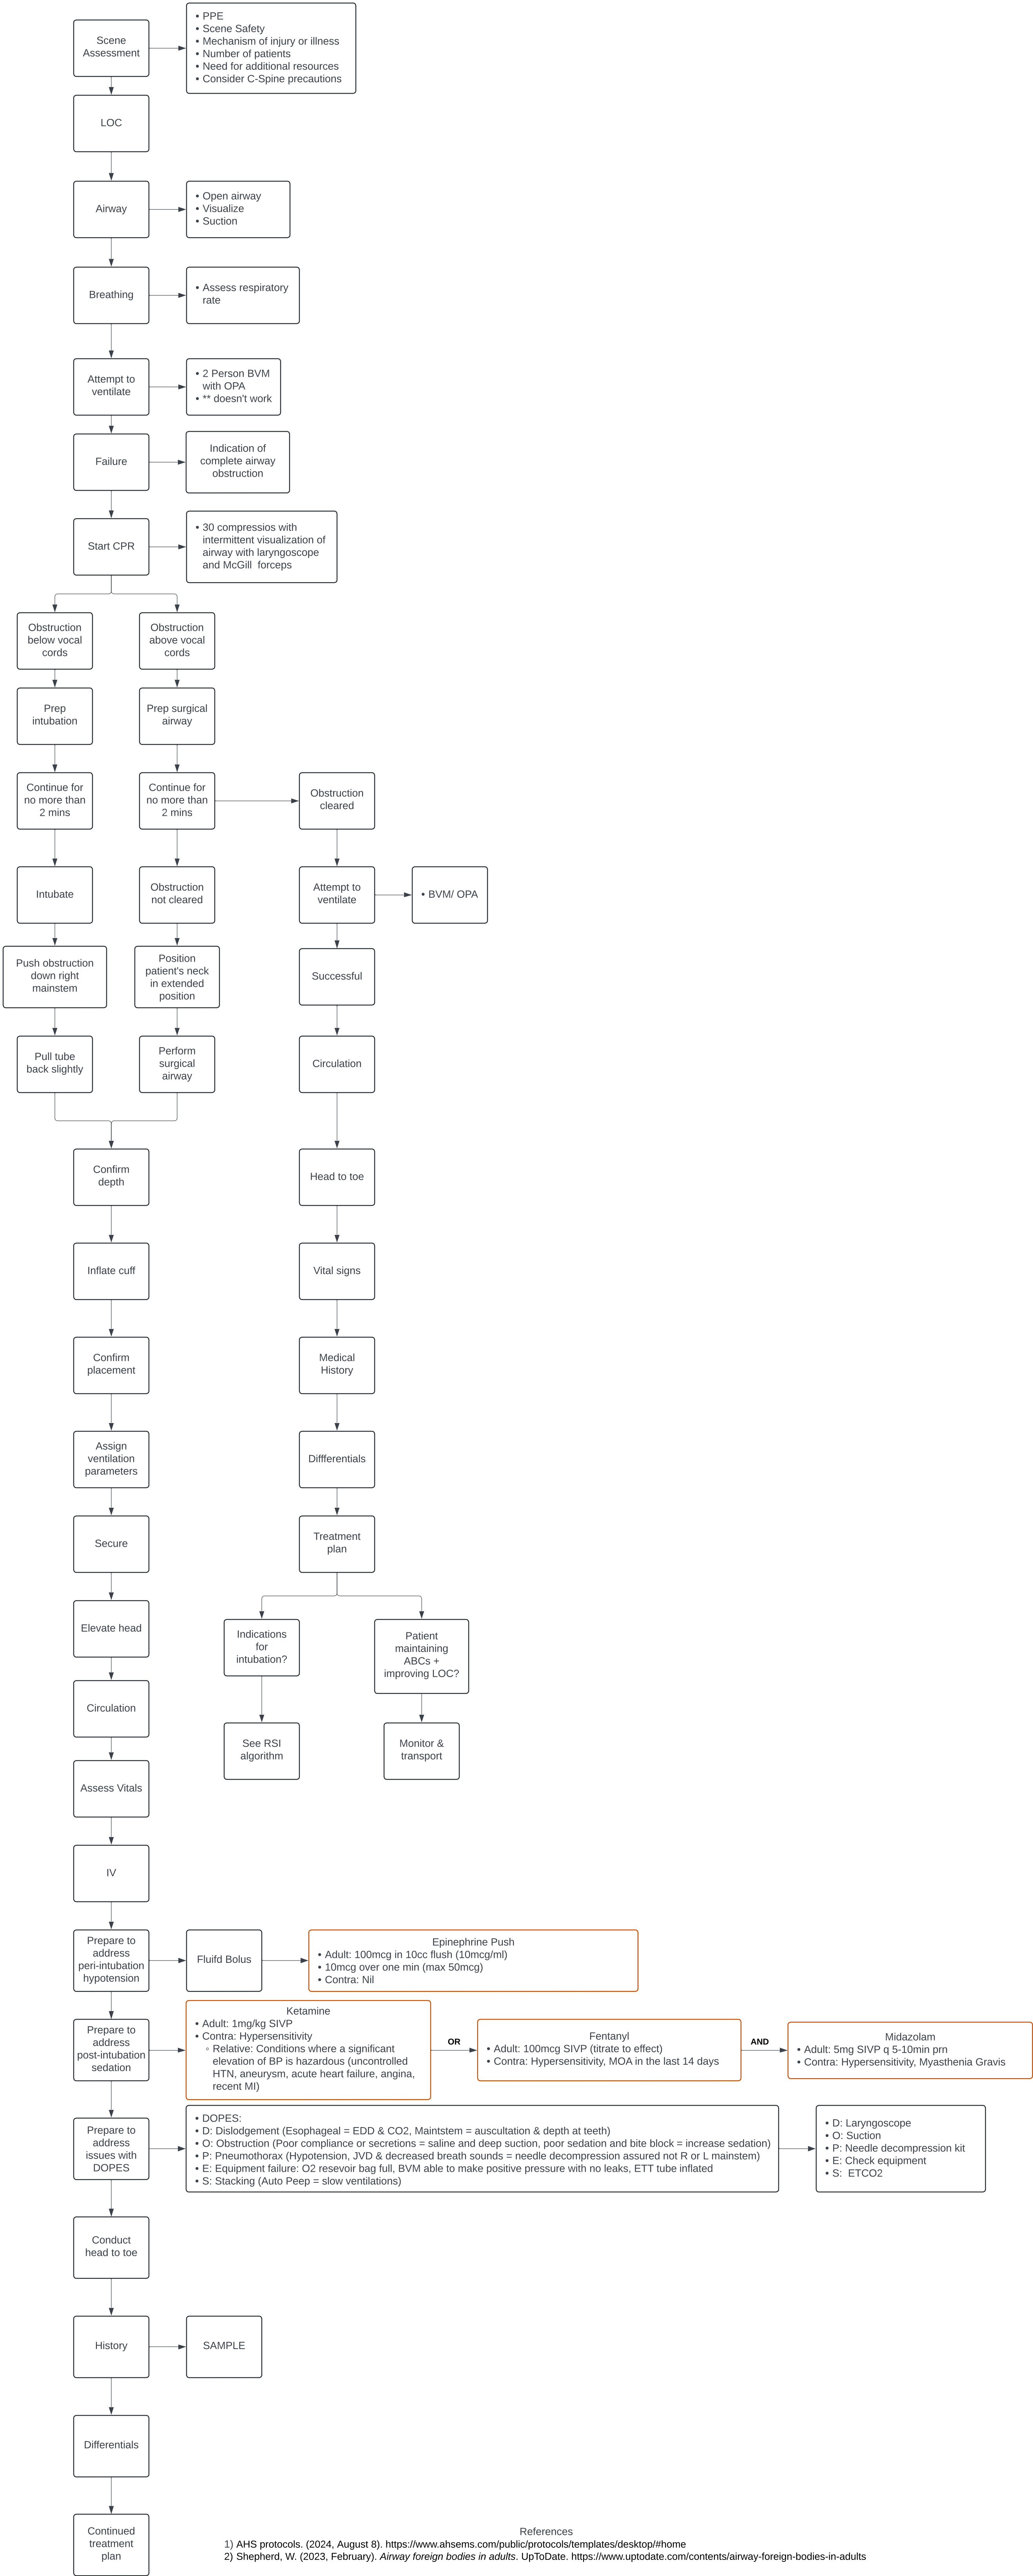 Scene
Assessment
• PPE
• Scene Safety
• Mechanism of injury or illness
• Number of patients
• Need for additional resources
• Consider C-Spine precautions
LOC
Airway
• Open airway
• Visualize
• Suction
Breathing
• Assess respiratory
rate
Attempt to
ventilate
• 2 Person BVM
with OPA
• ** doesn't work
Failure
Indication of
complete airway
obstruction
Start CPR
• 30 compressios with
intermittent visualization of
airway with laryngoscope
and McGill  forceps
Obstruction
below vocal
cords
Obstruction
above vocal
cords
Prep
intubation
Prep surgical
airway
Continue for
no more than
2 mins
Continue for
no more than
2 mins
Obstruction
cleared
Intubate
Obstruction
not cleared
Attempt to
ventilate
• BVM/ OPA
Push obstruction
down right
mainstem
Position
patient's neck
in extended
position
Successful
Pull tube
back slightly
Perform
surgical
airway
Circulation
Confirm
depth
Head to toe
Inflate cuff
Vital signs
Confirm
placement
Medical
History
Assign
ventilation
parameters
Diffferentials
Secure
Treatment
plan
Elevate head
Indications
for
intubation?
Patient
maintaining
ABCs +
improving LOC?
Circulation
See RSI
algorithm
Monitor &
transport
Assess Vitals
IV
Prepare to
address
peri-intubation
hypotension
Fluifd Bolus
Epinephrine Push
• Adult: 100mcg in 10cc flush (10mcg/ml)
• 10mcg over one min (max 50mcg)
• Contra: Nil
Prepare to
address
post-intubation
sedation
Ketamine
• Adult: 1mg/kg SIVP
• Contra: Hypersensitivity
◦ Relative: Conditions where a significant
elevation of BP is hazardous (uncontrolled
HTN, aneurysm, acute heart failure, angina,
recent MI)
OR
Fentanyl
• Adult: 100mcg SIVP (titrate to effect)
• Contra: Hypersensitivity, MOA in the last 14 days
AND
Midazolam
• Adult: 5mg SIVP q 5-10min prn
• Contra: Hypersensitivity, Myasthenia Gravis
Prepare to
address
issues with
DOPES
• DOPES:
• D: Dislodgement (Esophageal = EDD & CO2, Maintstem = auscultation & depth at teeth)
• O: Obstruction (Poor compliance or secretions = saline and deep suction, poor sedation and bite block = increase sedation)
• P: Pneumothorax (Hypotension, JVD & decreased breath sounds = needle decompression assured not R or L mainstem)
• E: Equipment failure: O2 resevoir bag full, BVM able to make positive pressure with no leaks, ETT tube inflated
• S: Stacking (Auto Peep = slow ventilations)
• D: Laryngoscope
• O: Suction
• P: Needle decompression kit
• E: Check equipment
• S:  ETCO2
Conduct
head to toe
History
SAMPLE
Differentials
Continued
treatment
plan
References
1) AHS protocols. (2024, August 8). https://www.ahsems.com/public/protocols/templates/desktop/#home
2) Shepherd, W. (2023, February). Airway foreign bodies in adults. UpToDate. https://www.uptodate.com/contents/airway-foreign-bodies-in-adults